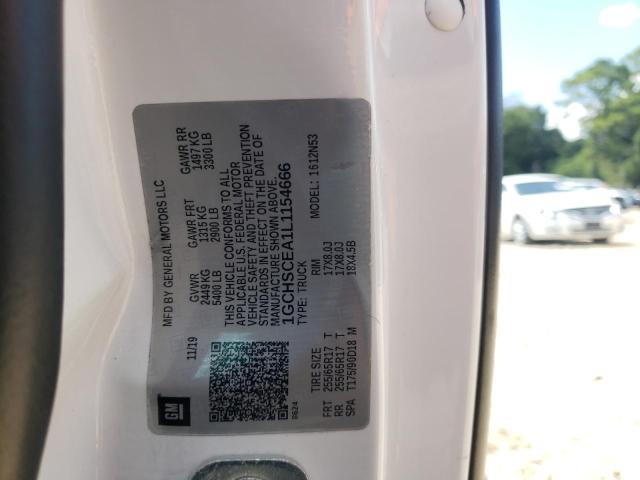 MFD BY GENERAL MOTORS LLC
11/19
GVWR GAWR FRT GAWR RR
2449 KG 1315 KG 1497 KG
5400 LB 2900 LB 3300 LB
THIS VEHICLE CONFORMS TO ALL
APPLICABLE U.S. FEDERAL MOTOR
VEHICLE SAFETY AND THEFT PREVENTION
STANDARDS IN EFFECT ON THE DATE OF
MANUFACTURE SHOWN ABOVE.
1GCHSCEA1L1154666
TYPE: TRUCK 1612N53
GM
TIRE SIZE RIM
FRT 255/65R17 T 17X8.0J
RR 255/65R17 T 17X8.0J
SPA T175/90D18 M 18X4.5B